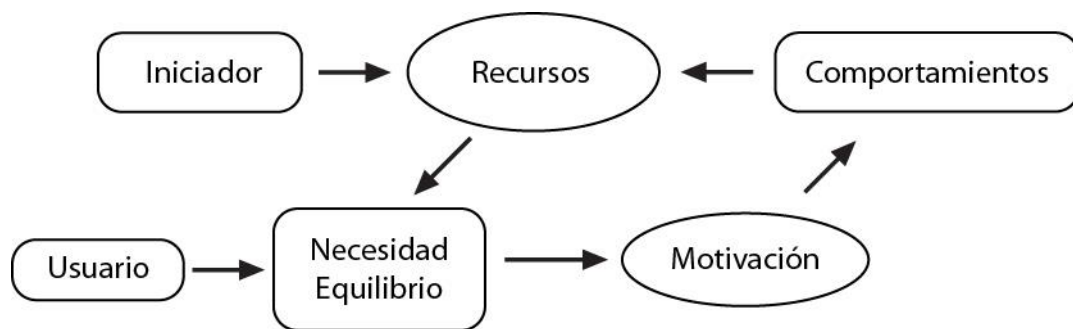 Iniciador
Recursos
Comportamientos
Usuario
Necesidad
Equilibrio
Motivación